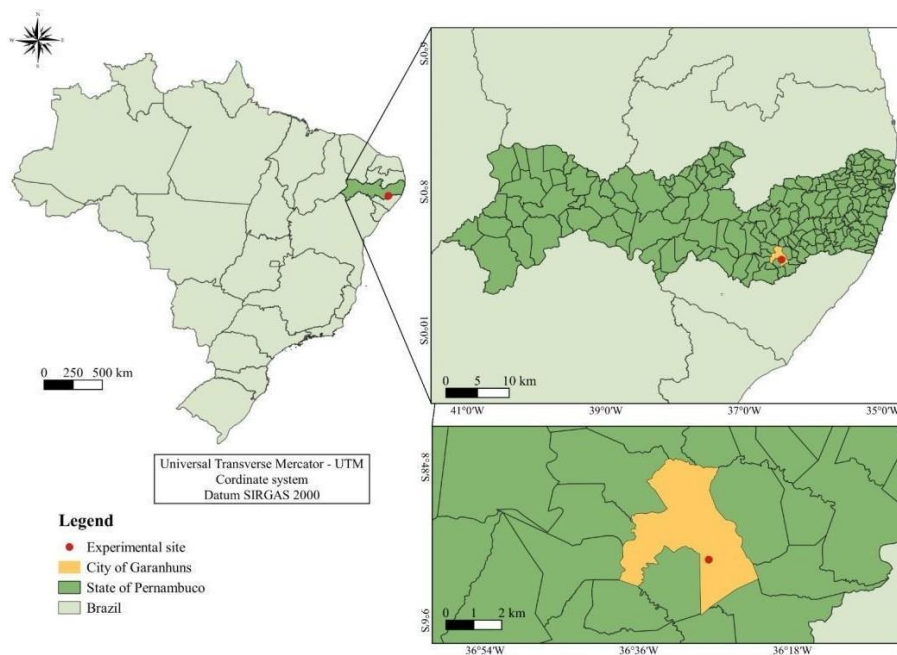 N
W E
S
6°0'S
8°0'S
10°0'S
0 250 500 km
0 5 10 km
41°0'W 39°0'W 37°0'W 35°0'W
Universal Transverse Mercator - UTM
Cordinate system
Datum SIRGAS 2000
Legend
Experimental site
City of Garanhuns
State of Pernambuco
Brazil
8°48'S
9°6'S
0 1 2 km
36°54'W 36°36'W 36°18'W